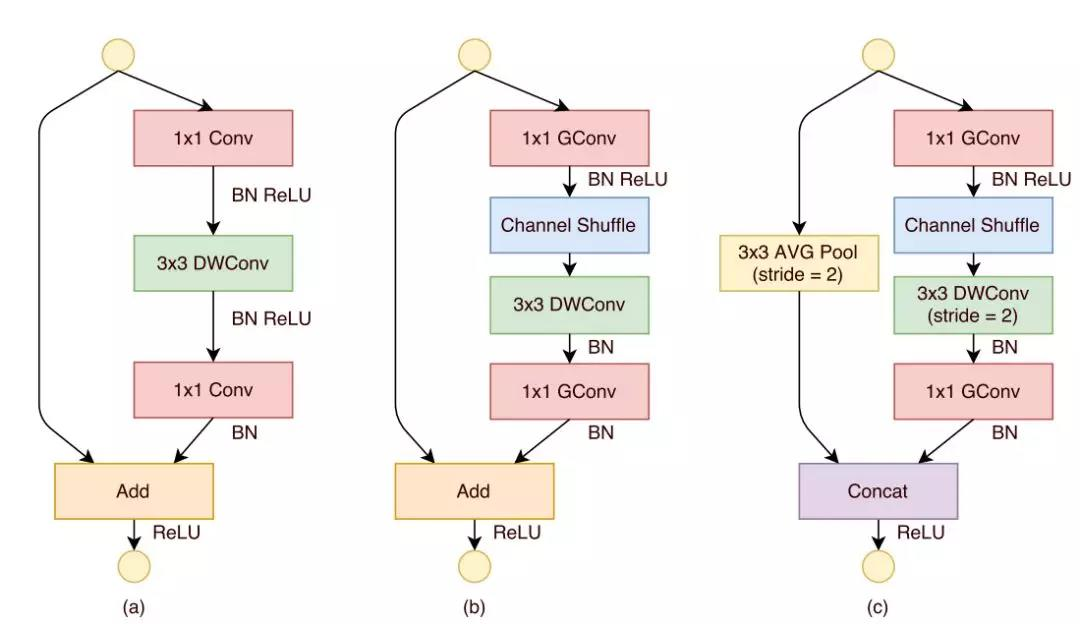 1x1 Conv
BN ReLU
3x3 DWConv
BN ReLU
1x1 Conv
BN
Add
ReLU
(a)
1x1 GConv
BN ReLU
Channel Shuffle
3x3 DWConv
BN
1x1 GConv
BN
Add
ReLU
(b)
3x3 AVG Pool
(stride = 2)
1x1 GConv
BN ReLU
Channel Shuffle
3x3 DWConv
(stride = 2)
BN
1x1 GConv
BN
Concat
ReLU
(c)